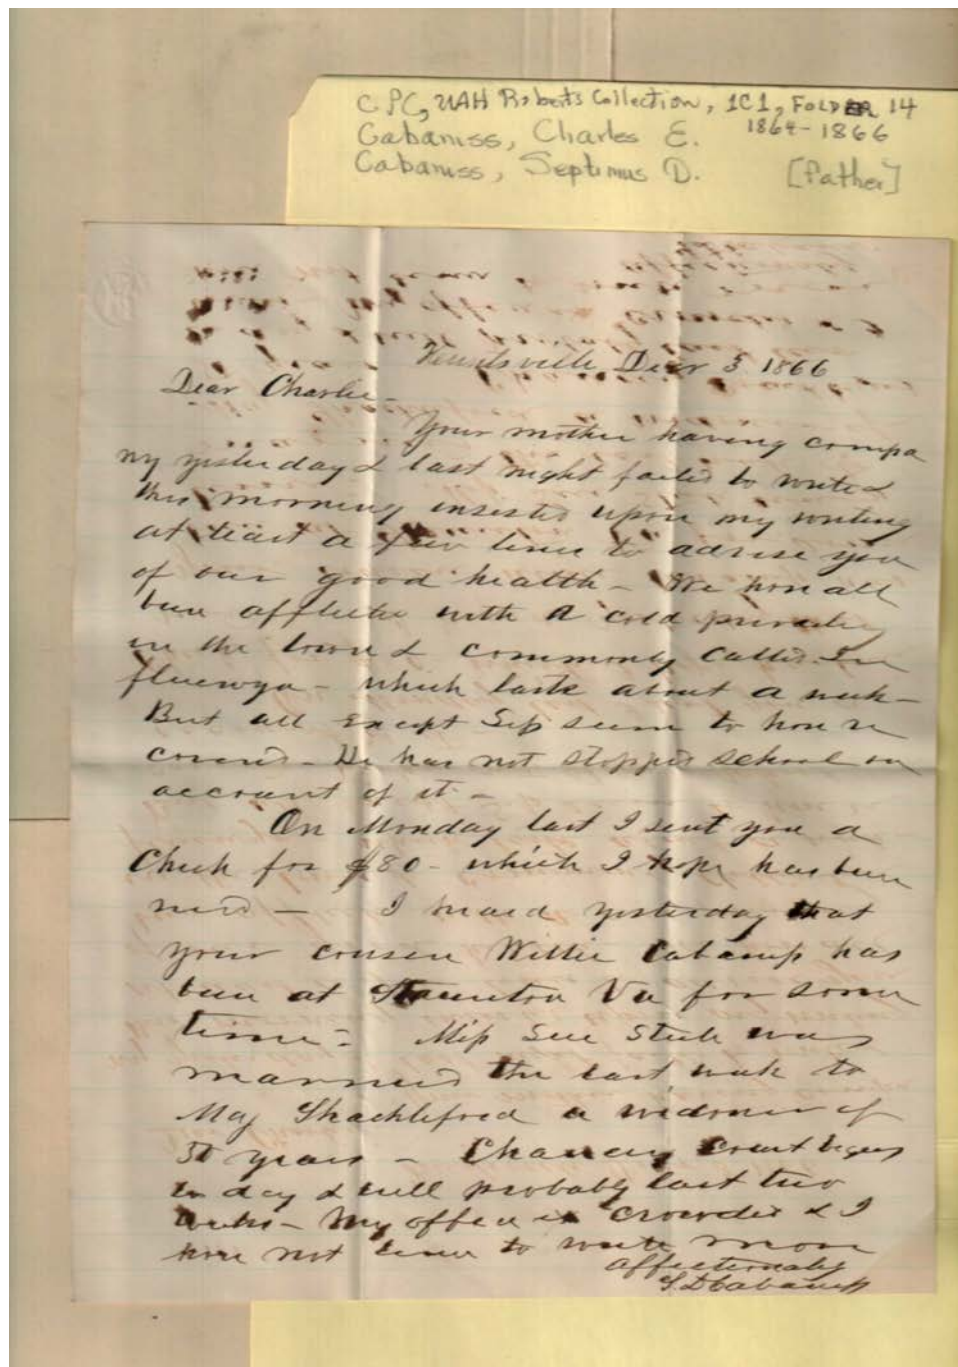 CPC, UAH Roberts Collection, 1C1, FOLDER 14
Cabaniss, Charles E. 1864-1866
Cabaniss, Septimus D. [father]
Huntsville Decr 3 1866
Dear Charlie-
Your mother having compa
ny yesterday & last night failed to write &
this morning insisted upon my writing
at least a few lines to advise you
of our good health - We have all
been afflicted with a cold prevailing
in the town & commonly called In
fluenza - which lasts about a week -
But all except Sep seem to have re
covered - He has not stopped school on
account of it -
On Monday last I sent you a
Check for $80 - which I hope has been
recd - I heard yesterday that
your cousin Willie Cabaniss has
been at Staunton Va for some
time - Miss Sue Steele was
married the last week to
Maj Shackleford a widower of
50 years - Chancery Court begins
to day & will probably last two
weeks - My office is crowded & I
have not time to write more
affectionately
S. D. Cabaniss